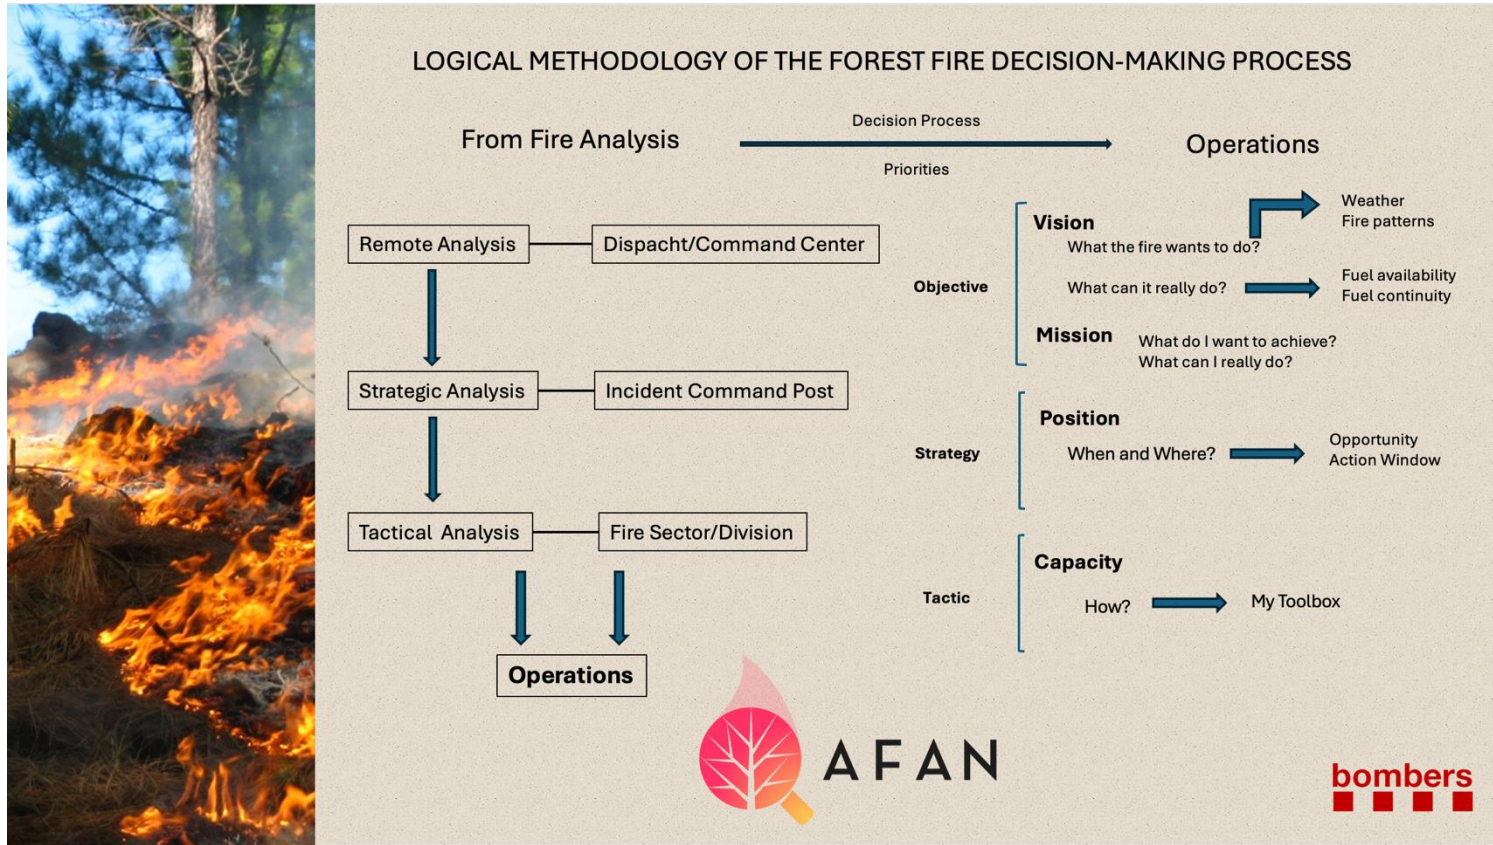 LOGICAL METHODOLOGY OF THE FOREST FIRE DECISION-MAKING PROCESS
From Fire Analysis
Decision Process
Priorities
Operations
Remote Analysis
Dispacht/Command Center
Strategic Analysis
Incident Command Post
Tactical Analysis
Fire Sector/Division
Operations
Objective
Vision
What the fire wants to do?
Weather
Fire patterns
What can it really do?
Fuel availability
Fuel continuity
Mission
What do I want to achieve?
What can I really do?
Strategy
Position
When and Where?
Opportunity
Action Window
Tactic
Capacity
How?
My Toolbox
AFAN
bombers